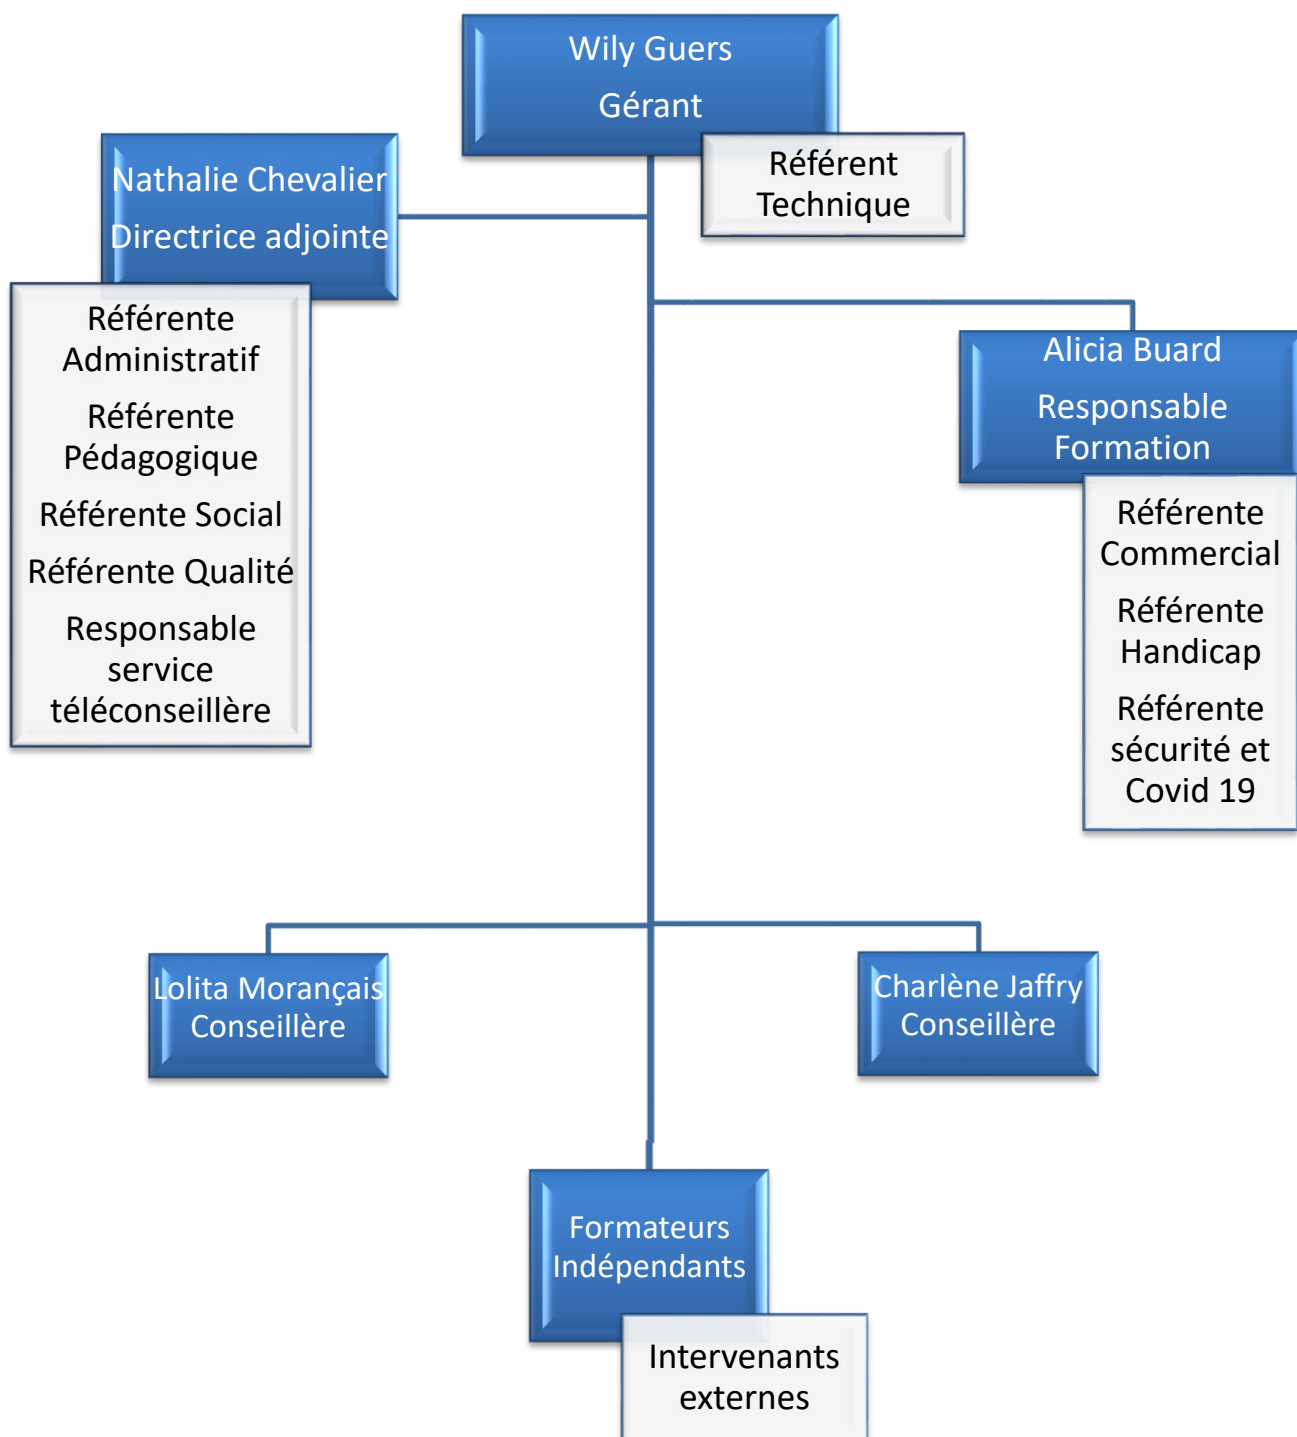 Wily Guers
Gérant
Référent
Technique
Nathalie Chevalier
Directrice adjointe
Référente
Administratif
Référente
Pédagogique
Référente Social
Référente Qualité
Responsable
service
téléconseillère
Alicia Buard
Responsable
Formation
Référente
Commercial
Référente
Handicap
Référente
sécurité et
Covid 19
Lolita Morançais
Conseillère
Charlène Jaffry
Conseillère
Formateurs
Indépendants
Intervenants
externes